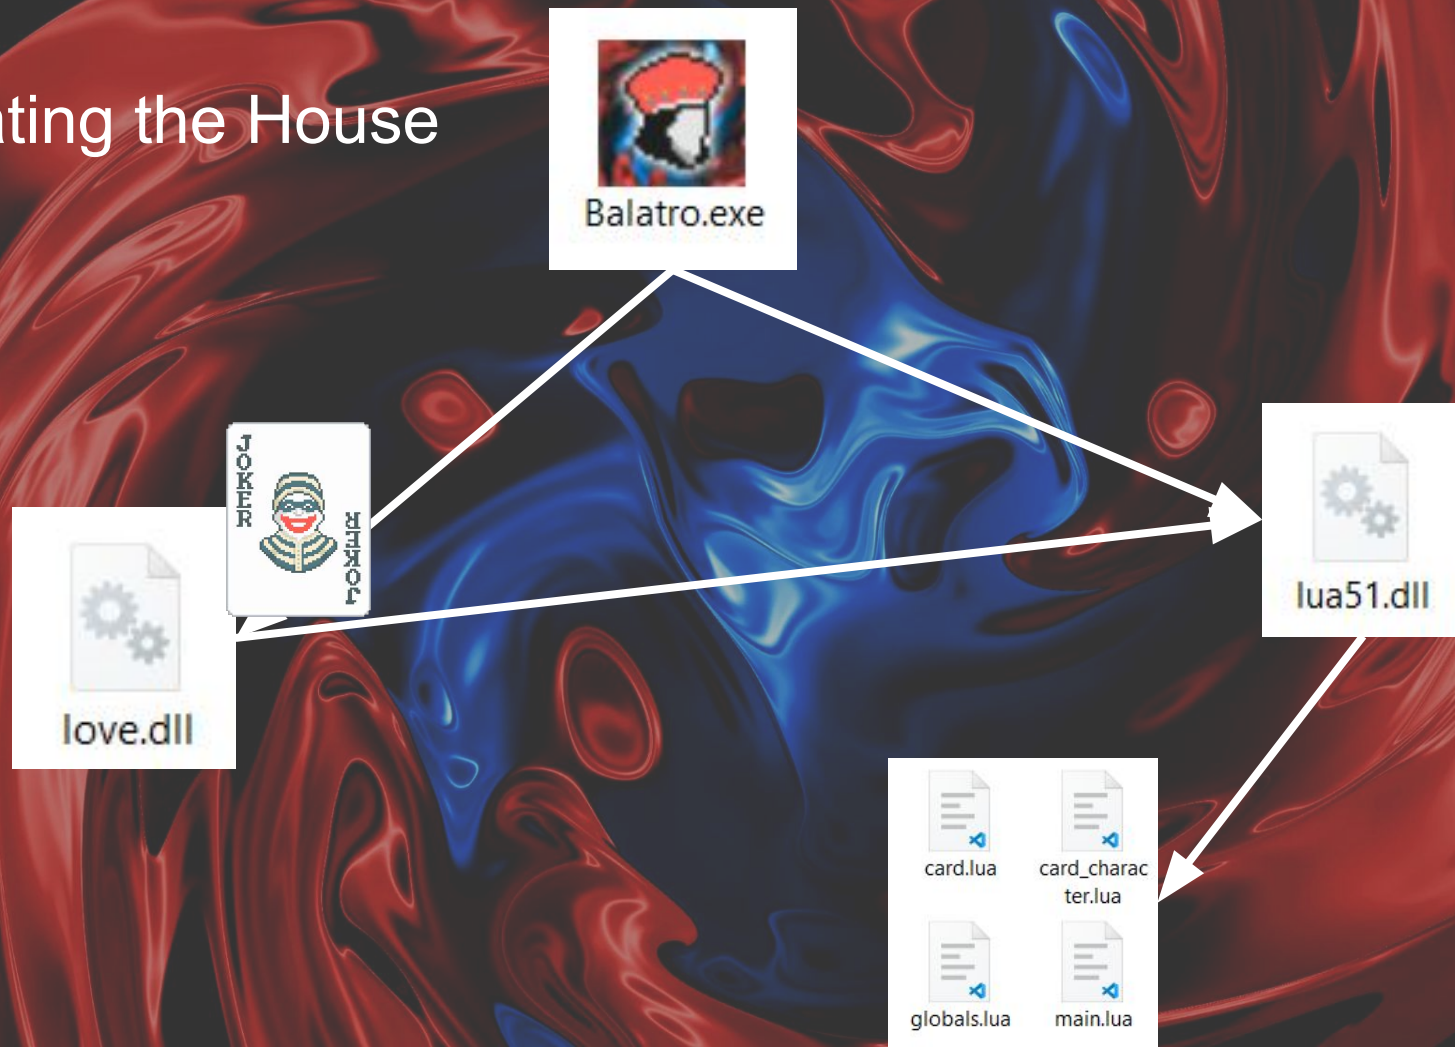 ating the House
Balatro.exe
JOKER
JOKER
love.dll
lua51.dll
card.lua
card_charac
ter.lua
globals.lua
main.lua